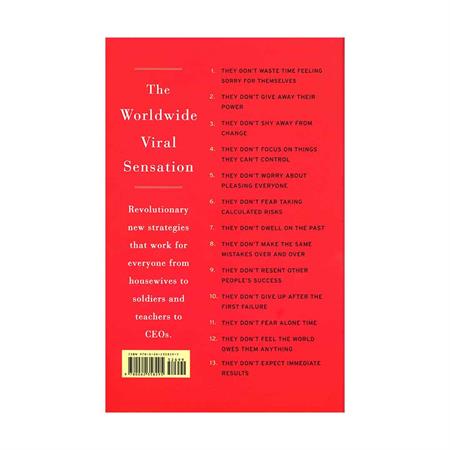 The
Worldwide
Viral
Sensation
Revolutionary
new strategies
that work for
everyone from
housewives to
soldiers and
teachers to
CEOs.
1. THEY DON'T WASTE TIME FEELING
SORRY FOR THEMSELVES
2. THEY DON'T GIVE AWAY THEIR
POWER
3. THEY DON'T SHY AWAY FROM
CHANGE
4. THEY DON'T FOCUS ON THINGS
THEY CAN'T CONTROL
5. THEY DON'T WORRY ABOUT
PLEASING EVERYONE
6. THEY DON'T FEAR TAKING
CALCULATED RISKS
7. THEY DON'T DWELL ON THE PAST
8. THEY DON'T MAKE THE SAME
MISTAKES OVER AND OVER
9. THEY DON'T RESENT OTHER
PEOPLE'S SUCCESS
10. THEY DON'T GIVE UP AFTER THE
FIRST FAILURE
11. THEY DON'T FEAR ALONE TIME
12. THEY DON'T FEEL THE WORLD
OWES THEM ANYTHING
13. THEY DON'T EXPECT IMMEDIATE
RESULTS
ISBN
9 780062 358295